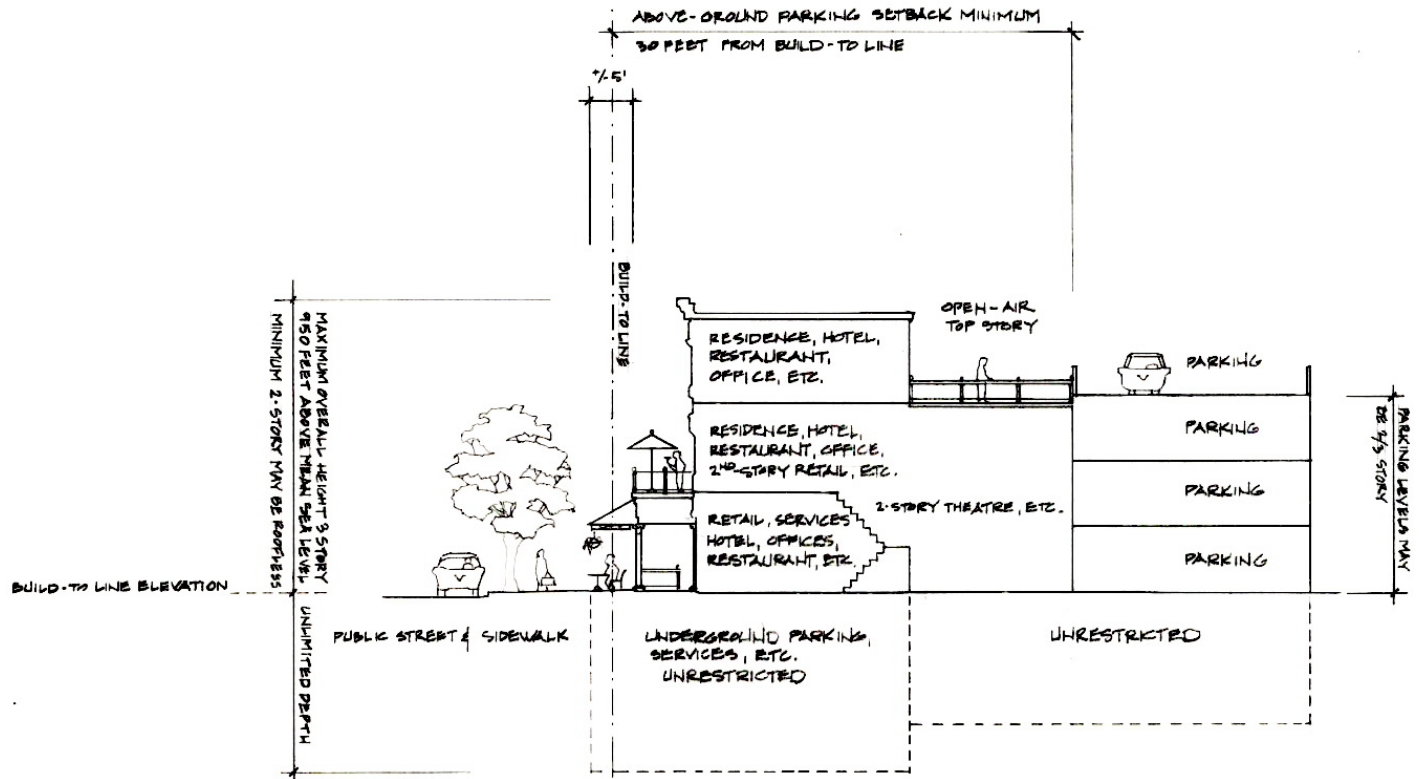 ABOVE-GROUND PARKING SETBACK MINIMUM
30 FEET FROM BUILD-TO LINE
+/-5'
BUILD-TO LINE
OPEN-AIR
TOP STORY
RESIDENCE, HOTEL,
RESTAURANT,
OFFICE, ETC.
PARKING
RESIDENCE, HOTEL,
RESTAURANT, OFFICE,
2ND-STORY RETAIL, ETC.
PARKING
2-STORY THEATRE, ETC.
PARKING
RETAIL, SERVICES
HOTEL, OFFICES,
RESTAURANT, ETC.
PARKING
PARKING LEVELS MAY
BE 2/3 STORY
MAXIMUM OVERALL HEIGHT 3 STORY
950 FEET ABOVE MEAN SEA LEVEL
MINIMUM 2-STORY MAY BE ROOFLESS
BUILD-TO LINE ELEVATION
UNLIMITED DEPTH
PUBLIC STREET & SIDEWALK
UNDERGROUND PARKING,
SERVICES, ETC.
UNRESTRICTED
UNRESTRICTED